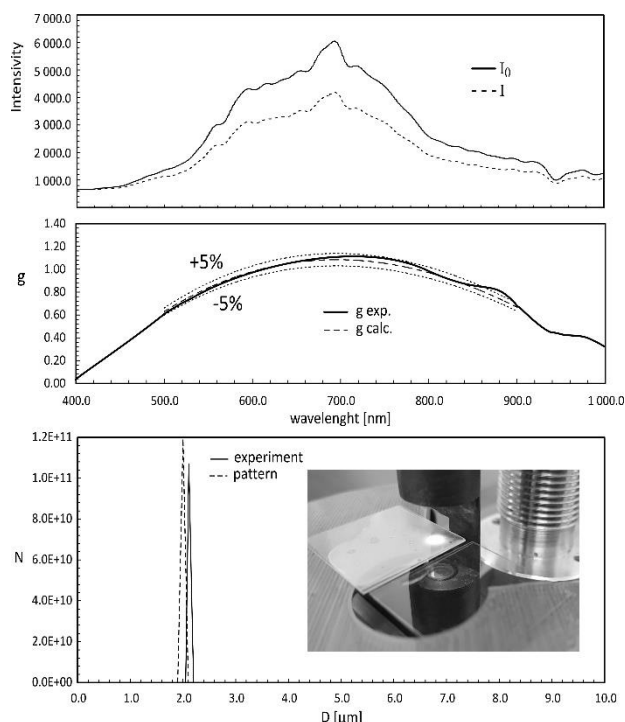 7 000.0
6 000.0
5 000.0
4 000.0
3 000.0
2 000.0
1 000.0
Intensivity
I0
I
1.40
1.20
1.00
0.80
0.60
0.40
0.20
0.00
g
+5%
-5%
g exp.
g calc.
400.0 500.0 600.0 700.0 800.0 900.0 1 000.0
wavelenght [nm]
1.2E+11
1.0E+11
8.0E+10
6.0E+10
4.0E+10
2.0E+10
0.0E+00
N
experiment
pattern
0.0 1.0 2.0 3.0 4.0 5.0 6.0 7.0 8.0 9.0 10.0
D [µm]